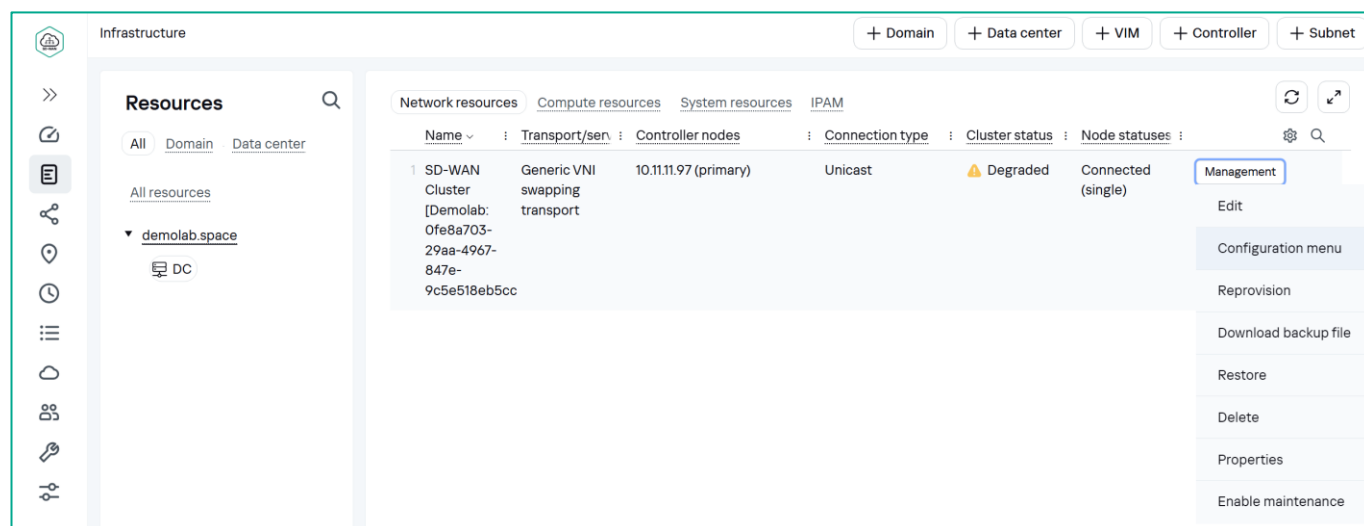 Infrastructure
+ Domain
+ Data center
+ VIM
+ Controller
+ Subnet
Resources
All Domain Data center
All resources
demolab.space
DC
Network resources Compute resources System resources IPAM
Name Transport/serv Controller nodes Connection type Cluster status Node statuses
1 SD-WAN Generic VNI 10.11.11.97 (primary) Unicast Degraded Connected Management
Cluster swapping (single)
[Demolab: transport
0fe8a703-
29aa-4967-
847e-
9c5e518eb5cc
Edit
Configuration menu
Reprovision
Download backup file
Restore
Delete
Properties
Enable maintenance